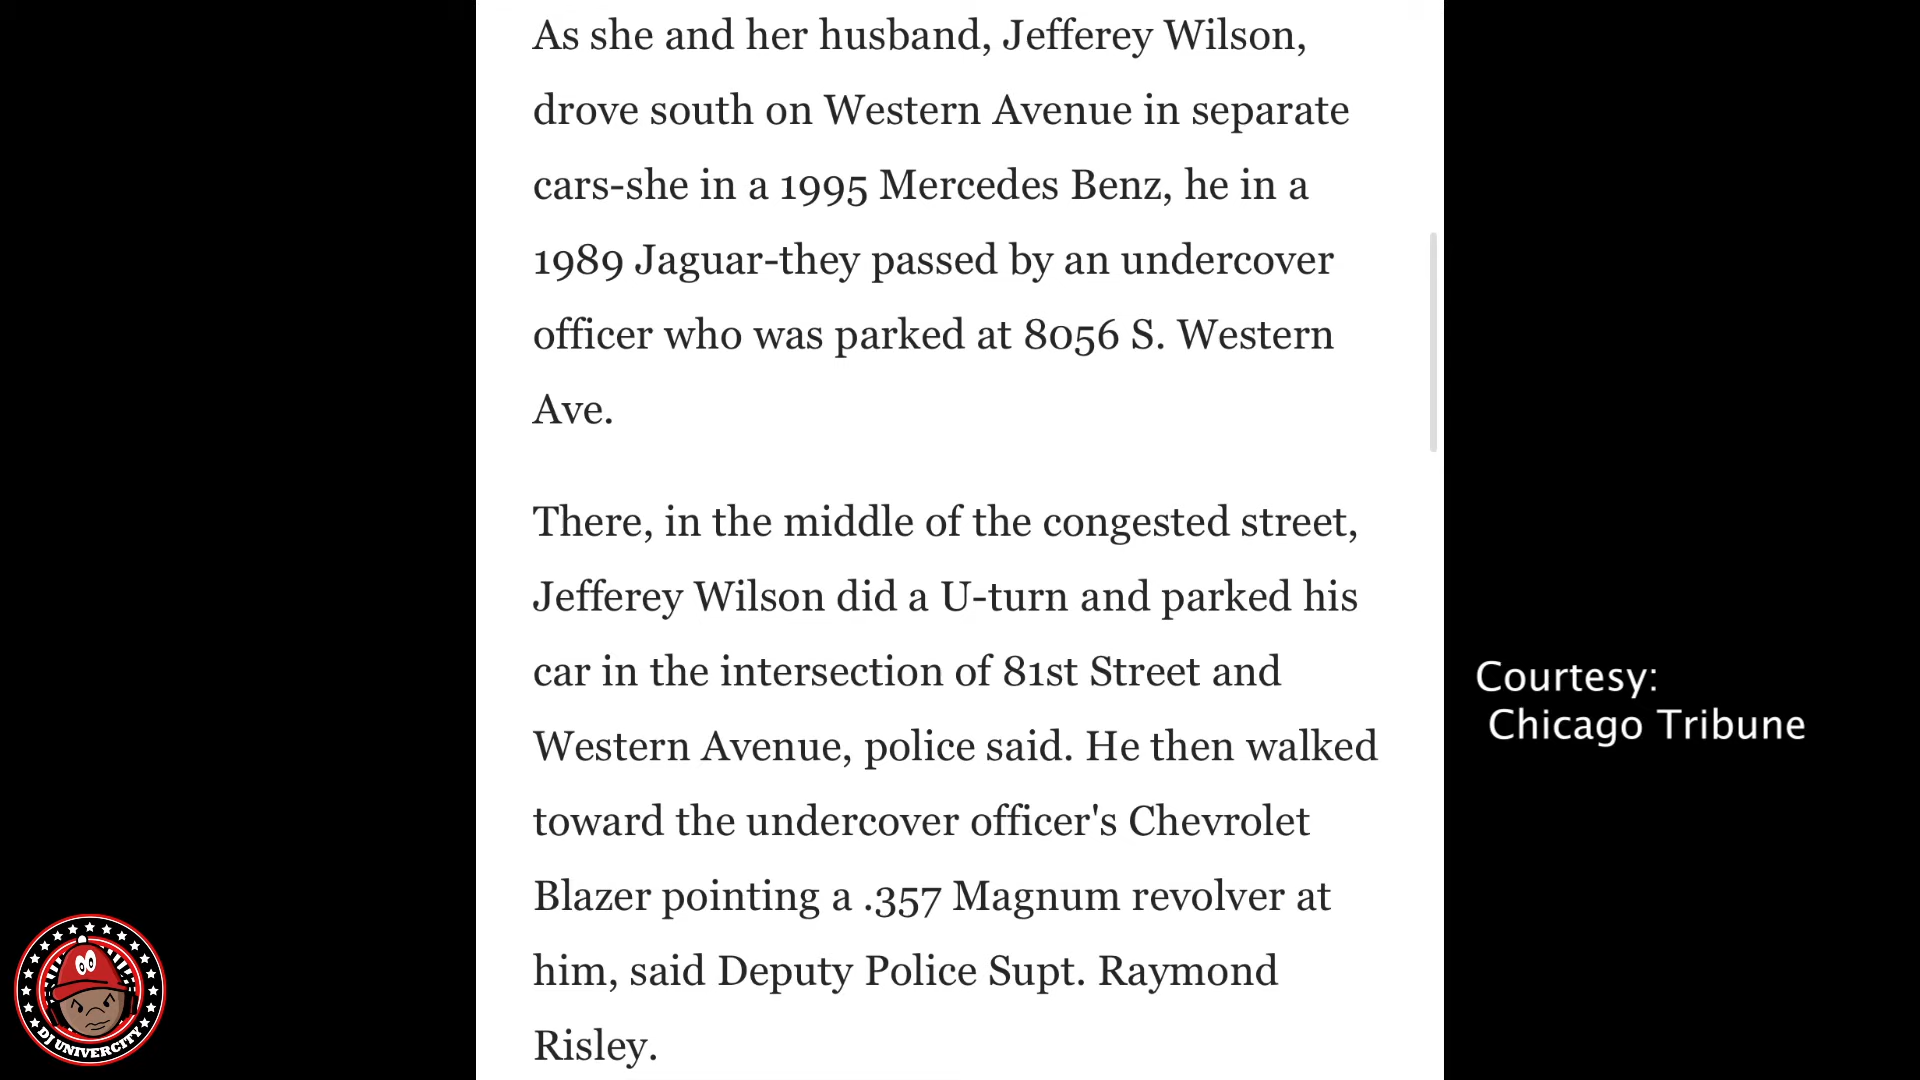 As she and her husband, Jefferey Wilson,
drove south on Western Avenue in separate
cars-she in a 1995 Mercedes Benz, he in a
1989 Jaguar-they passed by an undercover
officer who was parked at 8056 S. Western
Ave.
There, in the middle of the congested street,
Jefferey Wilson did a U-turn and parked his
car in the intersection of 81st Street and
Western Avenue, police said. He then walked
toward the undercover officer's Chevrolet
Blazer pointing a .357 Magnum revolver at
him, said Deputy Police Supt. Raymond
Risley.
Courtesy:
Chicago Tribune
DJ UNIVERCITY